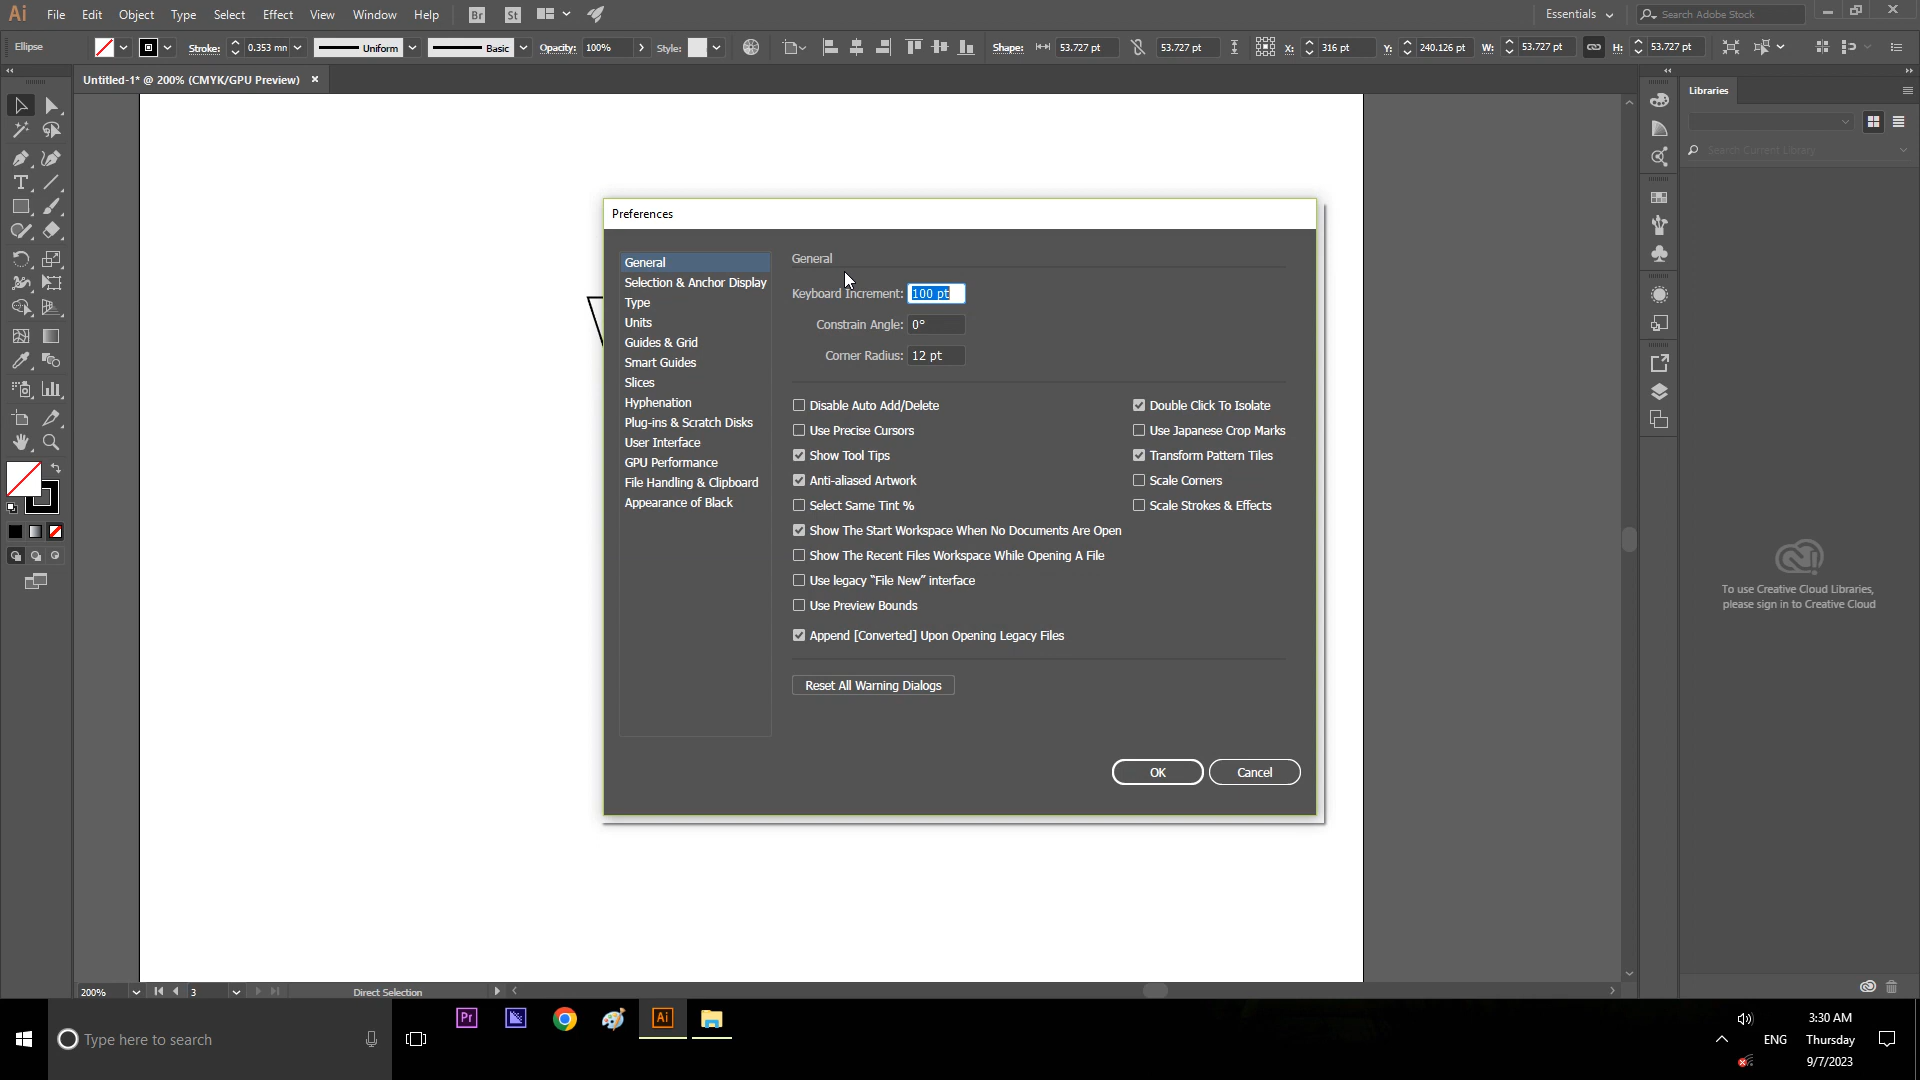 Ai File Edit Object Type Select Effect View Window Help Br St Essentials Search Adobe Stock
Ellipse Stroke: 0.353 mn Uniform Basic Opacity: 100% Style: Shape: 53.727 pt 53.727 pt X: 316 pt Y: 240.126 pt W: 53.727 pt H: 53.727 pt
Untitled-1* @ 200% (CMYK/GPU Preview)
Libraries
Search Current Library
Preferences
General
Selection & Anchor Display
Type
Units
Guides & Grid
Smart Guides
Slices
Hyphenation
Plug-ins & Scratch Disks
User Interface
GPU Performance
File Handling & Clipboard
Appearance of Black
General
Keyboard Increment: 100 pt
Constrain Angle: 0°
Corner Radius: 12 pt
Disable Auto Add/Delete
Use Precise Cursors
Show Tool Tips
Anti-aliased Artwork
Select Same Tint %
Show The Start Workspace When No Documents Are Open
Show The Recent Files Workspace While Opening A File
Use legacy “File New” interface
Use Preview Bounds
Append [Converted] Upon Opening Legacy Files
Double Click To Isolate
Use Japanese Crop Marks
Transform Pattern Tiles
Scale Corners
Scale Strokes & Effects
Reset All Warning Dialogs
OK Cancel
To use Creative Cloud Libraries,
please sign in to Creative Cloud
200% 3 Direct Selection
Type here to search
Pr Ai
ENG
3:30 AM
Thursday
9/7/2023